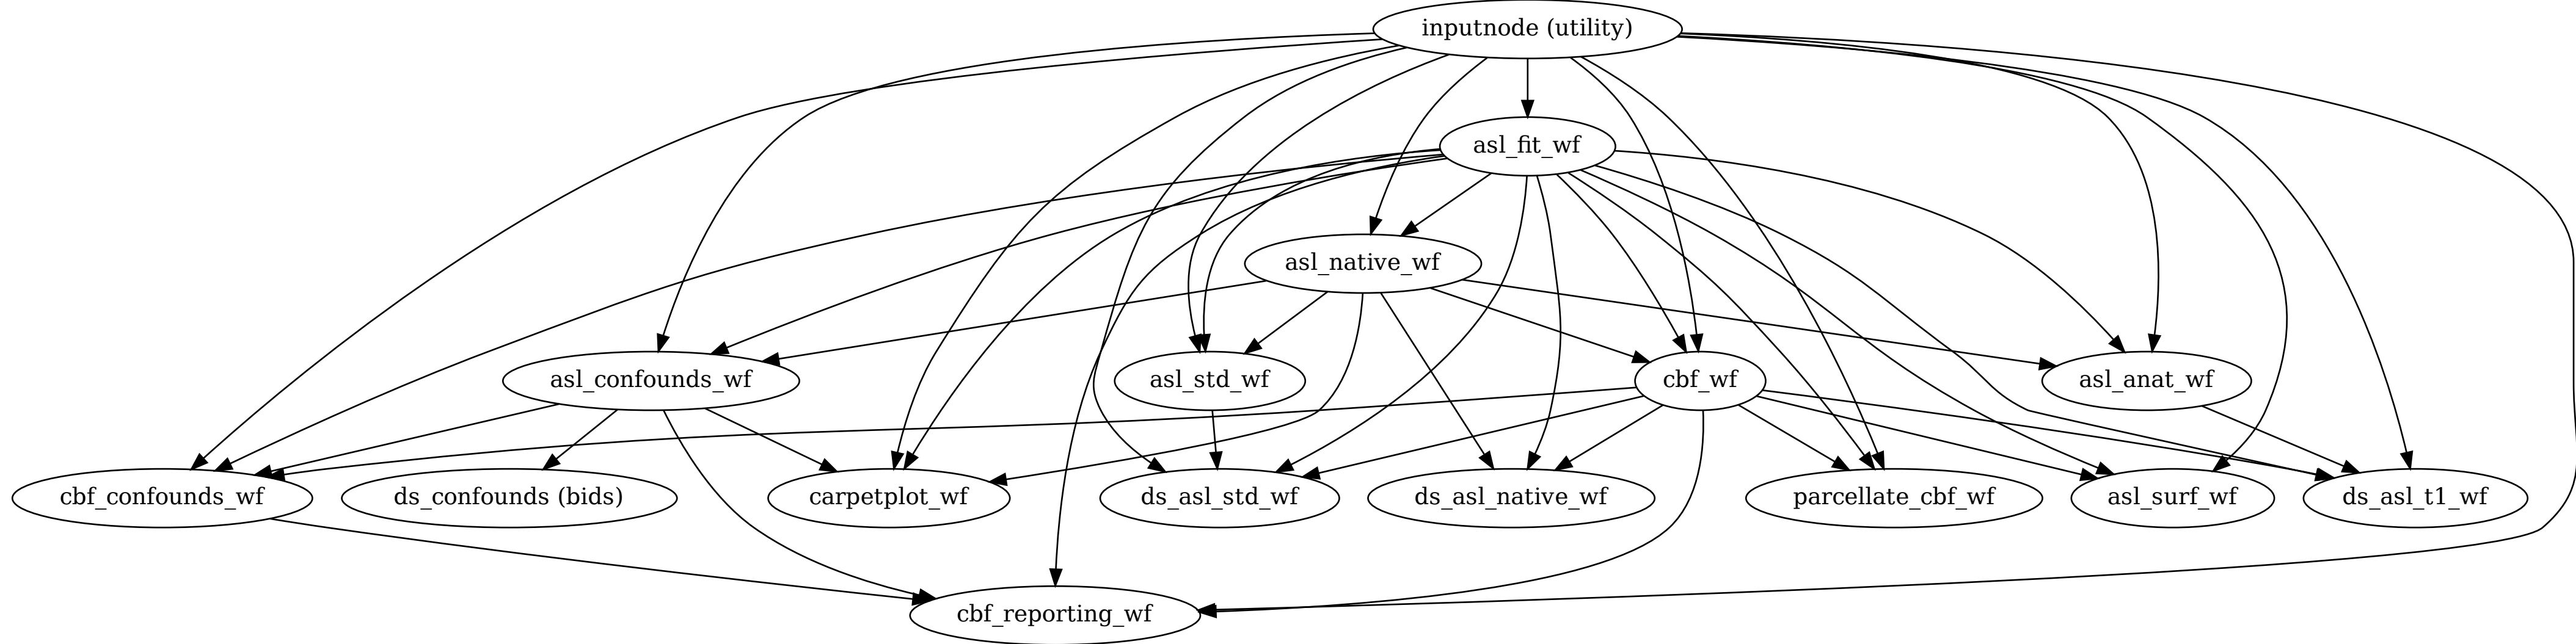 inputnode (utility)
asl_fit_wf
asl_native_wf
asl_confounds_wf
asl_std_wf
cbf_wf
asl_anat_wf
cbf_confounds_wf
ds_confounds (bids)
carpetplot_wf
ds_asl_std_wf
ds_asl_native_wf
parcellate_cbf_wf
asl_surf_wf
ds_asl_t1_wf
cbf_reporting_wf